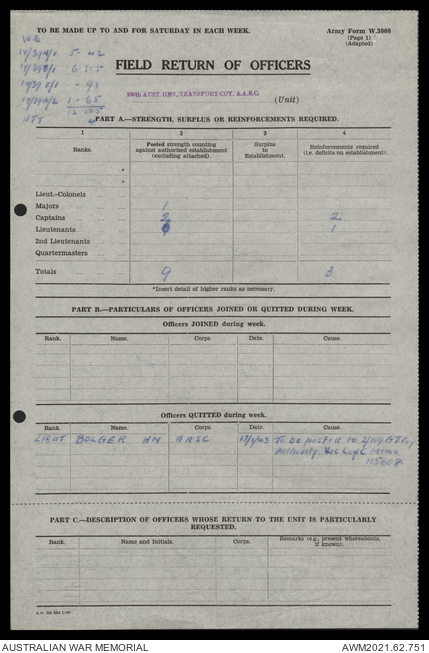 TO BE MADE UP TO AND FOR SATURDAY IN EACH WEEK.
Army Form W.3008
(Page 1)
(Adapted)
FIELD RETURN OF OFFICERS
AUST. GEN. TRANSPORT COY. A.A.S.C.
(Unit)
PART A.—STRENGTH, SURPLUS OR REINFORCEMENTS REQUIRED.
1 2 3 4
Ranks. Posted strength counting against authorized establishment (excluding attached). Surplus to Establishment. Reinforcements required (i.e. deficits on establishment).
*
*
Lieut.-Colonels
Majors 1
Captains 2 2
Lieutenants 6 1
2nd Lieutenants
Quartermasters
Totals 9 3
*Insert detail of higher ranks as necessary.
PART B.—PARTICULARS OF OFFICERS JOINED OR QUITTED DURING WEEK.
Officers JOINED during week.
Rank. Name. Corps. Date. Cause.
Officers QUITTED during week.
Rank. Name. Corps. Date. Cause.
LIEUT BOLGER AASC To be posted to
Authority
PART C.—DESCRIPTION OF OFFICERS WHOSE RETURN TO THE UNIT IS PARTICULARLY REQUESTED.
Rank. Name and Initials. Corps. Remarks (e.g., present whereabouts, if known).
AUSTRALIAN WAR MEMORIAL AWM2021.62.751